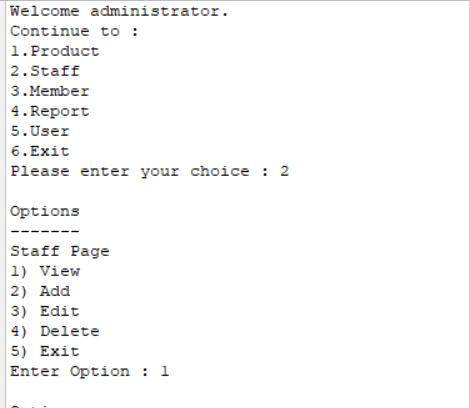 Welcome administrator.
Continue to :
1.Product
2.Staff
3.Member
4.Report
5.User
6.Exit
Please enter your choice : 2
Options
-------
Staff Page
1) View
2) Add
3) Edit
4) Delete
5) Exit
Enter Option : 1